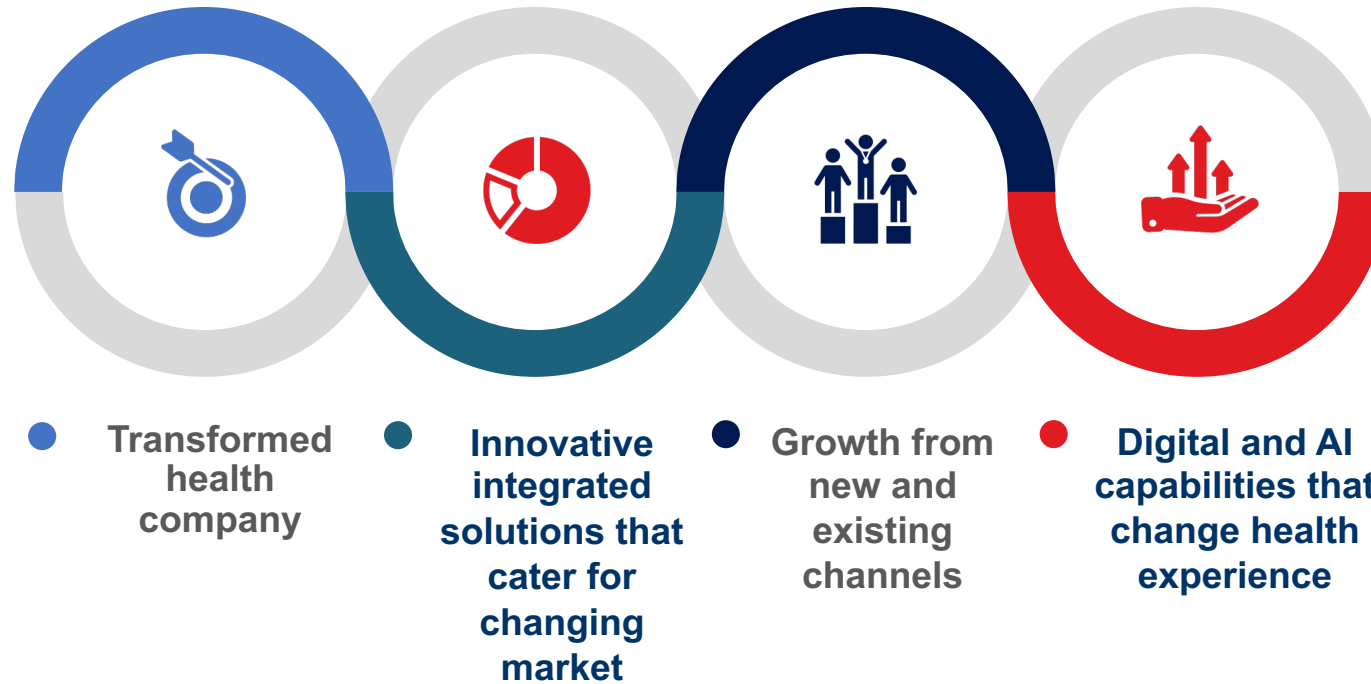 Transformed
health
company
Innovative
integrated
solutions that
cater for
changing
market
Growth from
new and
existing
channels
Digital and AI
capabilities that
change health
experience